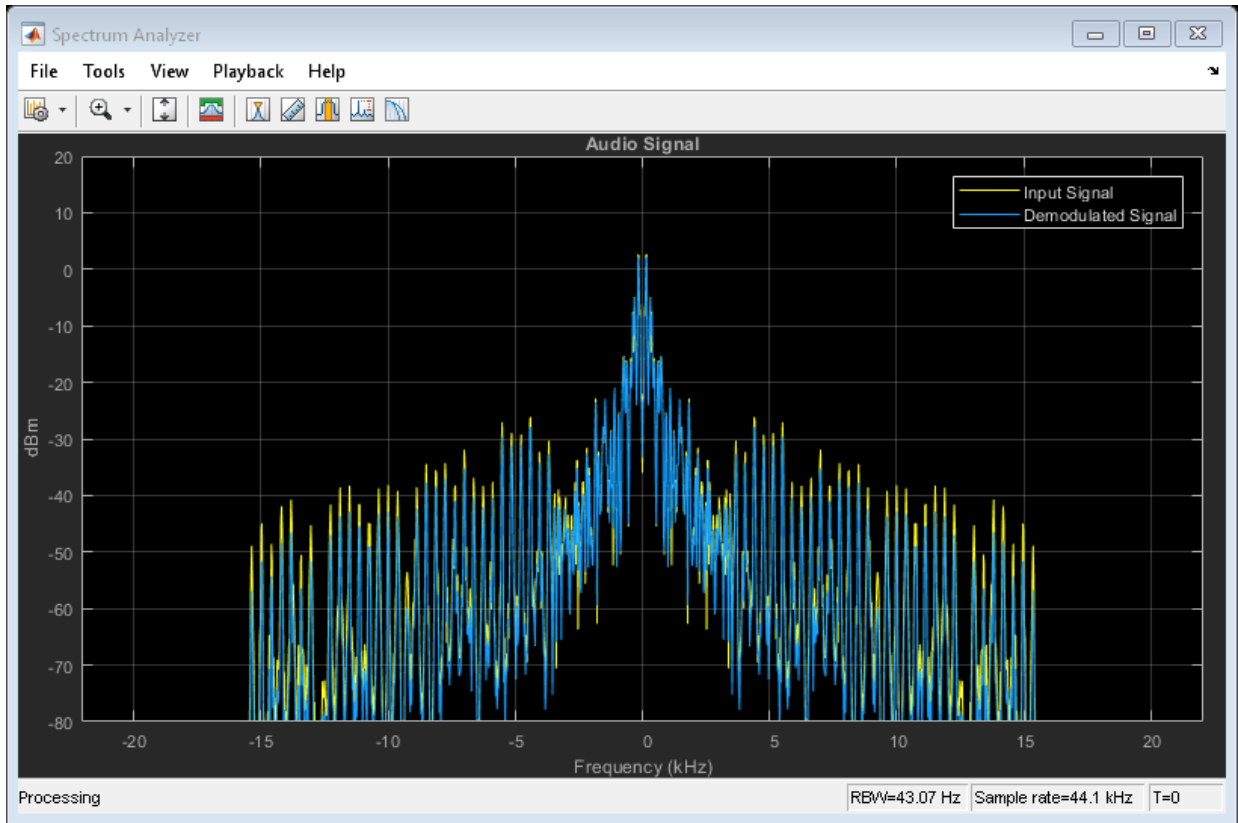 Spectrum Analyzer
File Tools View Playback Help
Audio Signal
Input Signal
Demodulated Signal
20
10
0
-10
-20
-30
-40
-50
-60
-70
-80
dBm
-20 -15 -10 -5 0 5 10 15 20
Frequency (kHz)
Processing RBW=43.07 Hz Sample rate=44.1 kHz T=0